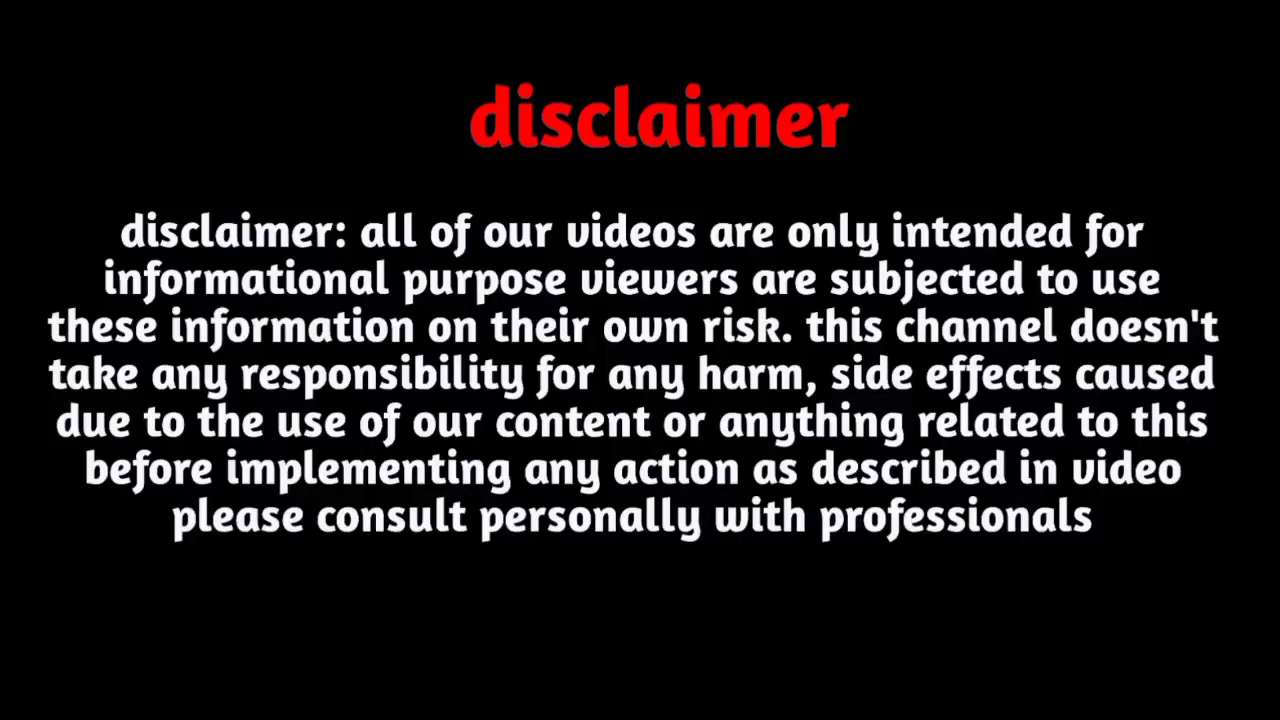 disclaimer
disclaimer: all of our videos are only intended for
informational purpose viewers are subjected to use
these information on their own risk. this channel doesn't
take any responsibility for any harm, side effects caused
due to the use of our content or anything related to this
before implementing any action as described in video
please consult personally with professionals